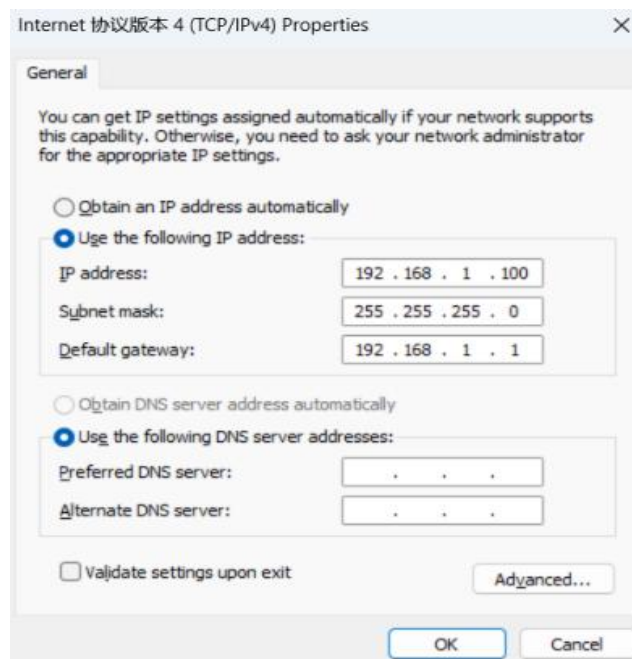 Internet 协议版本 4 (TCP/IPv4) Properties
General
You can get IP settings assigned automatically if your network supports
this capability. Otherwise, you need to ask your network administrator
for the appropriate IP settings.
Obtain an IP address automatically
Use the following IP address:
IP address: 192 . 168 . 1 . 100
Subnet mask: 255 . 255 . 255 . 0
Default gateway: 192 . 168 . 1 . 1
Obtain DNS server address automatically
Use the following DNS server addresses:
Preferred DNS server: . . .
Alternate DNS server: . . .
Validate settings upon exit
Advanced...
OK Cancel